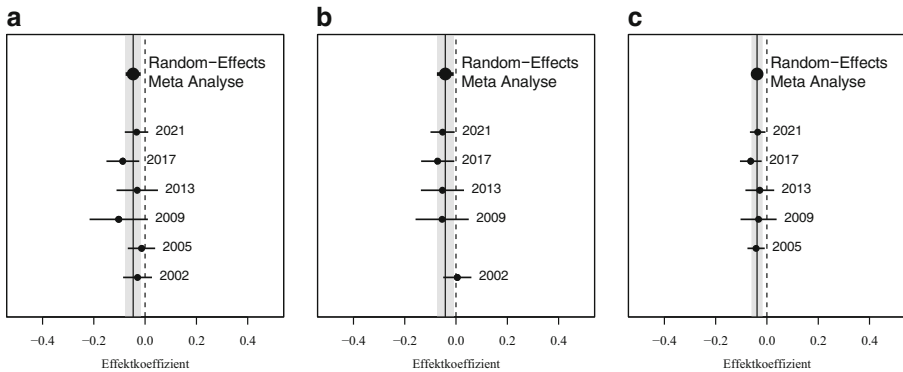 a
Random−Effects
Meta Analyse
2021
2017
2013
2009
2005
2002
−0.4 −0.2 0.0 0.2 0.4
Effektkoeffizient
b
Random−Effects
Meta Analyse
2021
2017
2013
2009
2002
−0.4 −0.2 0.0 0.2 0.4
Effektkoeffizient
c
Random−Effects
Meta Analyse
2021
2017
2013
2009
2005
−0.4 −0.2 0.0 0.2 0.4
Effektkoeffizient